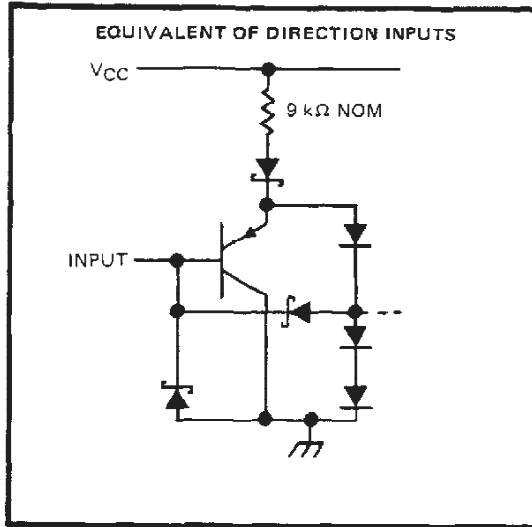 EQUIVALENT OF DIRECTION INPUTS
VCC
9 kΩ NOM
INPUT